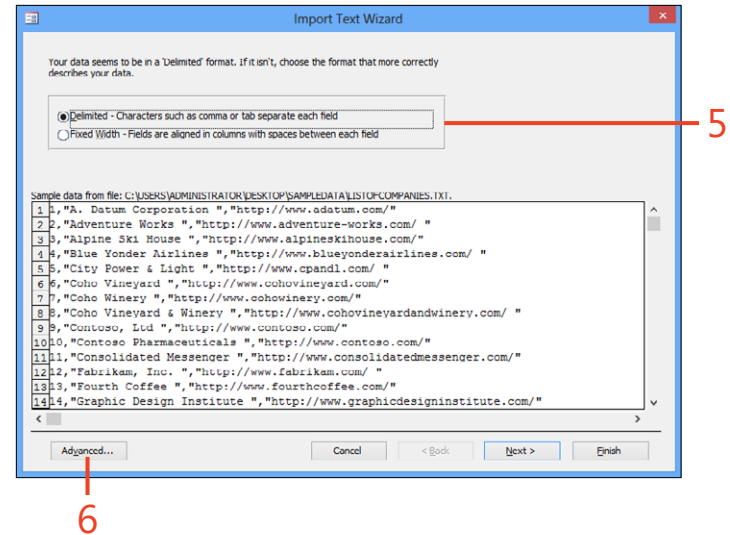 Import Text Wizard
Your data seems to be in a 'Delimited' format. If it isn't, choose the format that more correctly
describes your data.
Delimited - Characters such as comma or tab separate each field
Fixed Width - Fields are aligned in columns with spaces between each field
5
Sample data from file: C:\USERS\ADMINISTRATOR\DESKTOP\SAMPLEDATA\LISTOFCOMPANIES.TXT.
1 1,"A. Datum Corporation ","http://www.adatum.com/"
2 2,"Adventure Works ","http://www.adventure-works.com/ "
3 3,"Alpine Ski House ","http://www.alpineskihouse.com/"
4 4,"Blue Yonder Airlines ","http://www.blueyonderairlines.com/ "
5 5,"City Power & Light ","http://www.cpandl.com/ "
6 6,"Coho Vineyard ","http://www.cohovineyard.com/"
7 7,"Coho Winery ","http://www.cohowinery.com/"
8 8,"Coho Vineyard & Winery ","http://www.cohovineyardandwinery.com/ "
9 9,"Contoso, Ltd ","http://www.contoso.com/"
10 10,"Contoso Pharmaceuticals ","http://www.contoso.com/"
11 11,"Consolidated Messenger ","http://www.consolidatedmessenger.com/"
12 12,"Fabrikam, Inc. ","http://www.fabrikam.com/ "
13 13,"Fourth Coffee ","http://www.fourthcoffee.com/"
14 14,"Graphic Design Institute ","http://www.graphicdesigninstitute.com/"
Advanced... Cancel < Back Next > Finish
6